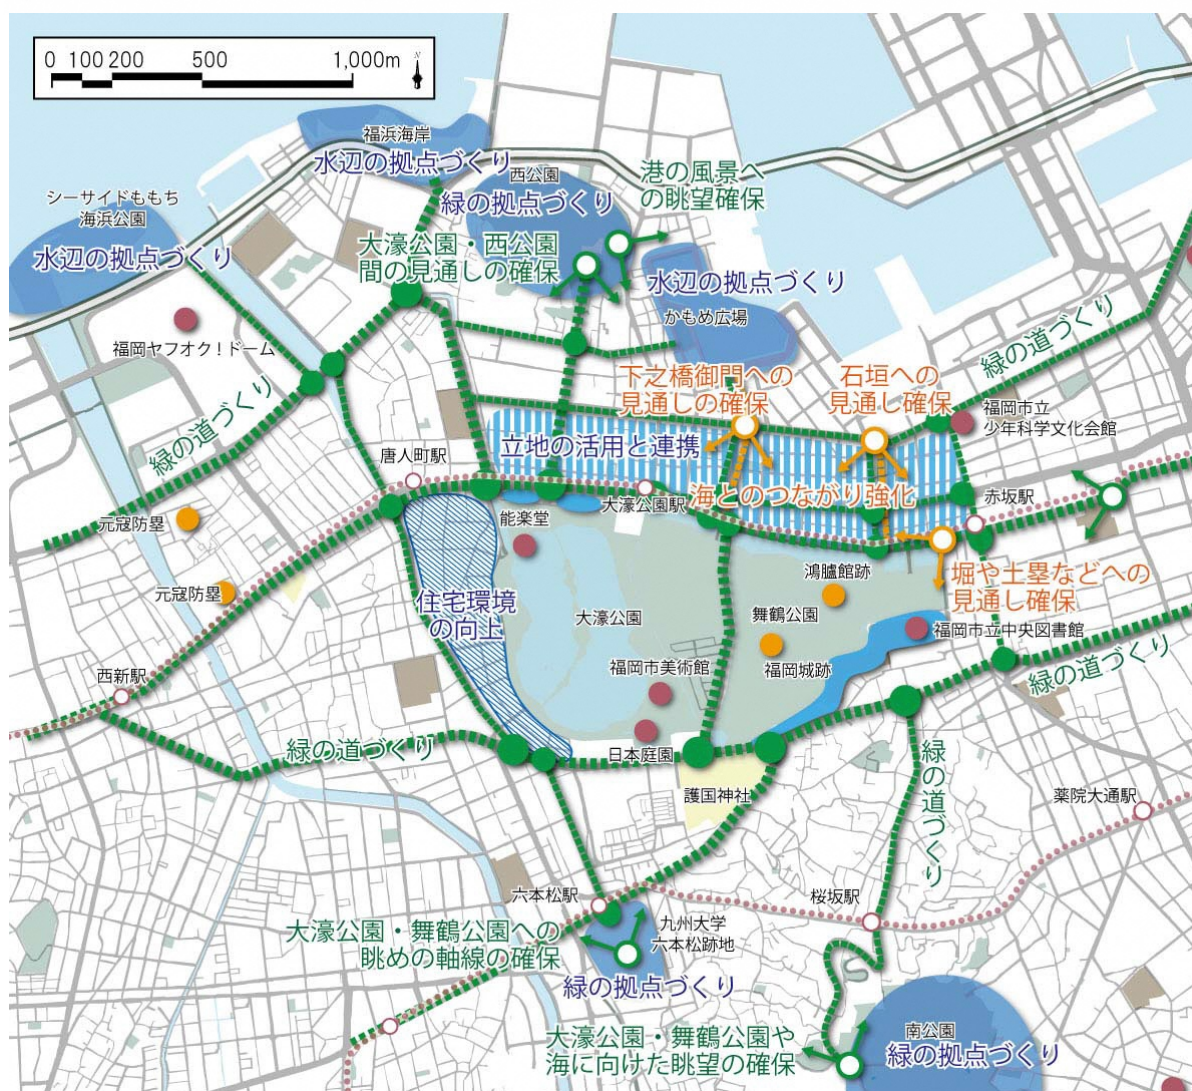 0 100 200 500 1,000m
N
福浜海岸
水辺の拠点づくり
西公園
緑の拠点づくり
港の風景へ
の眺望確保
シーサイドももち
海浜公園
水辺の拠点づくり
大濠公園・西公園
間の見通しの確保
水辺の拠点づくり
かもめ広場
福岡ヤフオク!ドーム
緑の道づくり
緑の道づくり
下之橋御門への
見通しの確保
石垣への
見通し確保
福岡市立
少年科学文化会館
唐人町駅
立地の活用と連携
大濠公園駅
海とのつながり強化
赤坂駅
元寇防塁
能楽堂
元寇防塁
住宅環境
の向上
大濠公園
鴻臚館跡
舞鶴公園
堀や土塁などへの
見通し確保
福岡市立中央図書館
福岡市美術館
福岡城跡
西新駅
緑の道づくり
緑の道づくり
日本庭園
護国神社
緑の道づくり
薬院大通駅
六本松駅
桜坂駅
九州大学
六本松跡地
大濠公園・舞鶴公園への
眺めの軸線の確保
緑の拠点づくり
大濠公園・舞鶴公園や
海に向けた眺望の確保
南公園
緑の拠点づくり